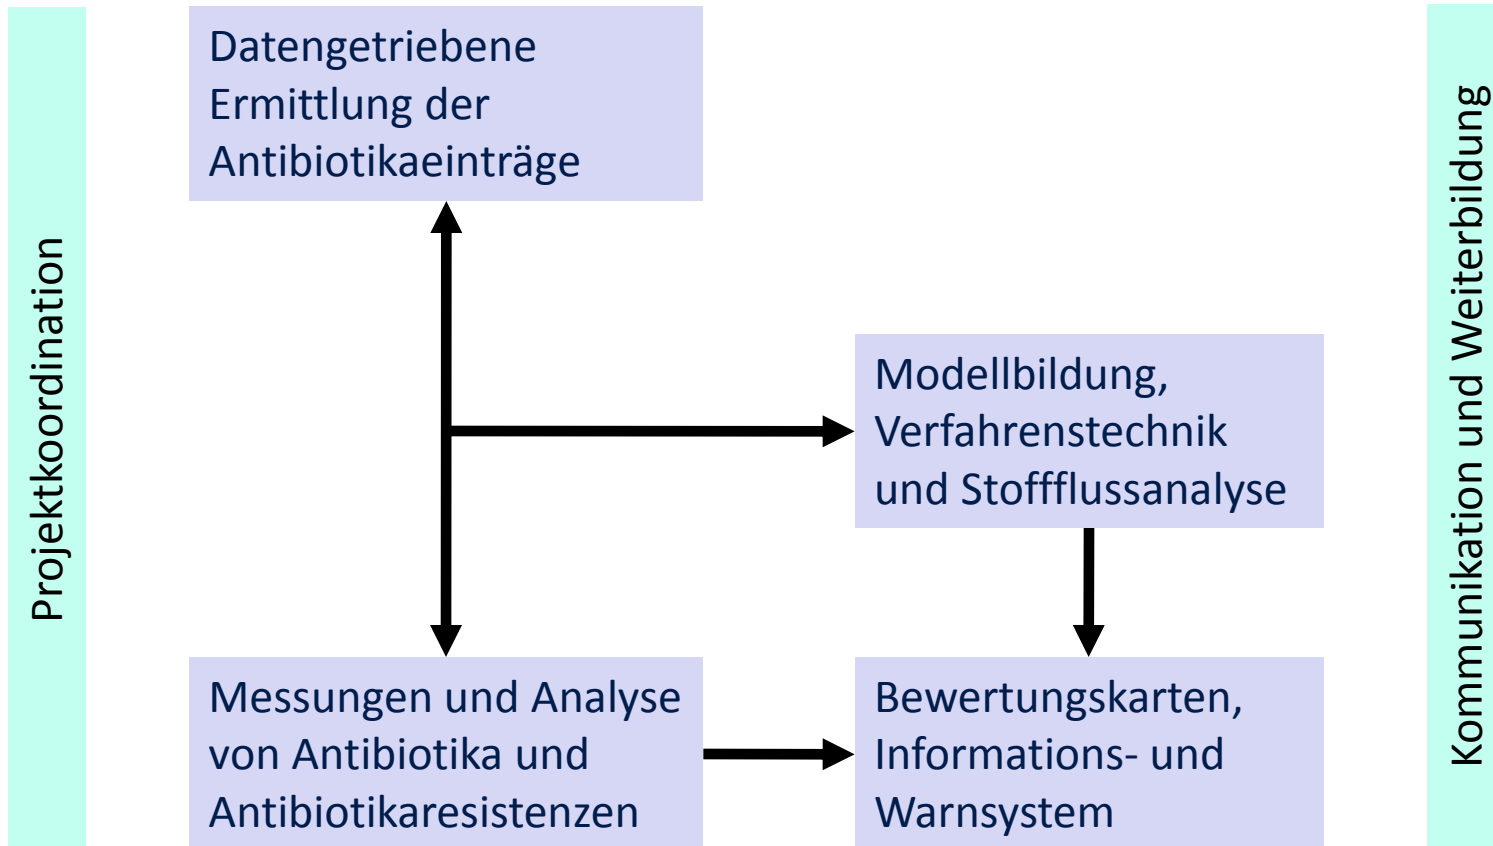 Projektkoordination
Datengetriebene
Ermittlung der
Antibiotikaeinträge
Modellbildung,
Verfahrenstechnik
und Stoffflussanalyse
Messungen und Analyse
von Antibiotika und
Antibiotikaresistenzen
Bewertungskarten,
Informations- und
Warnsystem
Kommunikation und Weiterbildung